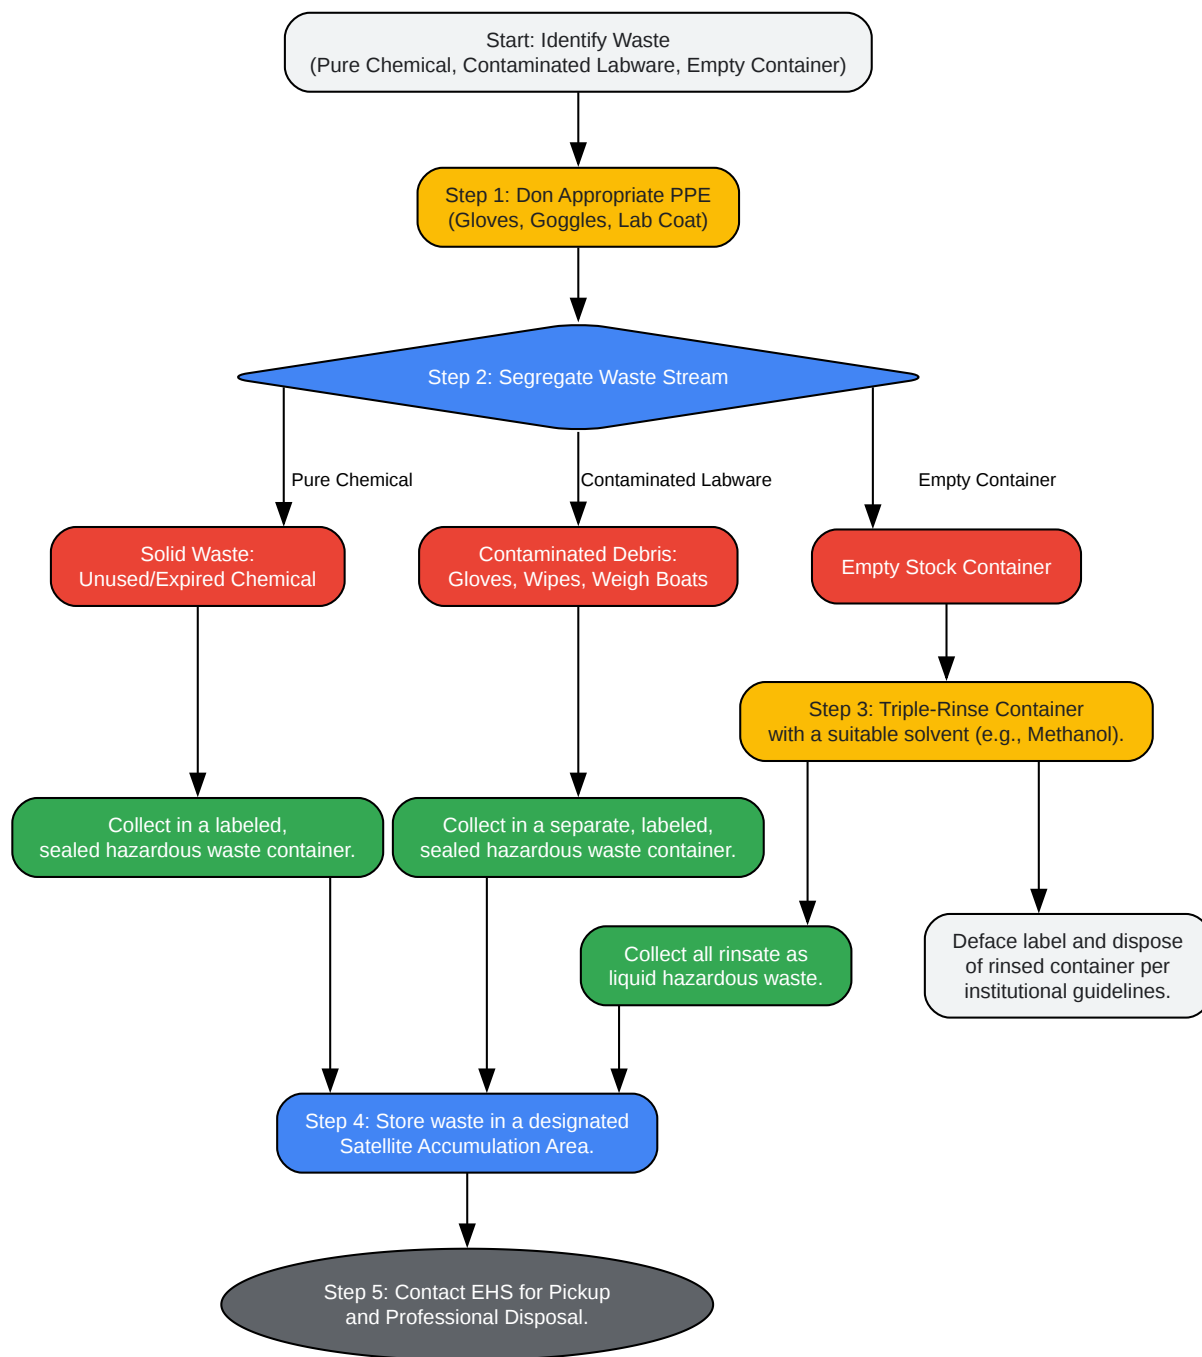 Start: Identify Waste
(Pure Chemical, Contaminated Labware, Empty Container)
Step 1: Don Appropriate PPE
(Gloves, Goggles, Lab Coat)
Step 2: Segregate Waste Stream
Pure Chemical
Contaminated Labware
Empty Container
Solid Waste:
Unused/Expired Chemical
Contaminated Debris:
Gloves, Wipes, Weigh Boats
Empty Stock Container
Step 3: Triple-Rinse Container
with a suitable solvent (e.g., Methanol).
Collect in a labeled,
sealed hazardous waste container.
Collect in a separate, labeled,
sealed hazardous waste container.
Collect all rinsate as
liquid hazardous waste.
Deface label and dispose
of rinsed container per
institutional guidelines.
Step 4: Store waste in a designated
Satellite Accumulation Area.
Step 5: Contact EHS for Pickup
and Professional Disposal.